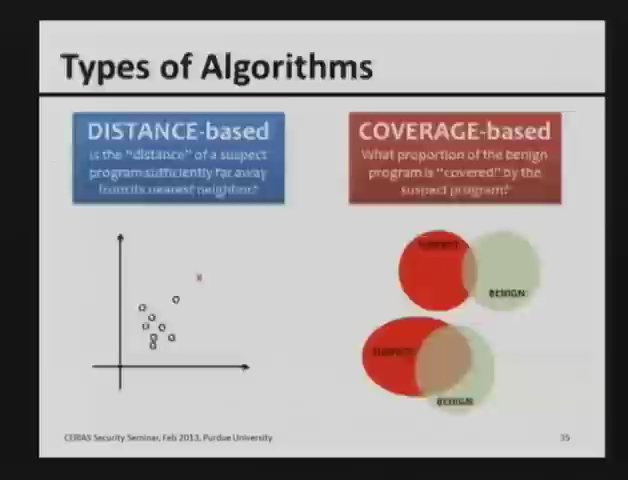 Types of Algorithms
DISTANCE-based
Is the "distance" of a suspect
program sufficiently far away
from its nearest neighbor?
COVERAGE-based
What proportion of the benign
program is "covered" by the
suspect program?
SUSPECT
BENIGN
SUSPECT
BENIGN
CERIAS Security Seminar, Feb 2013, Purdue University
35